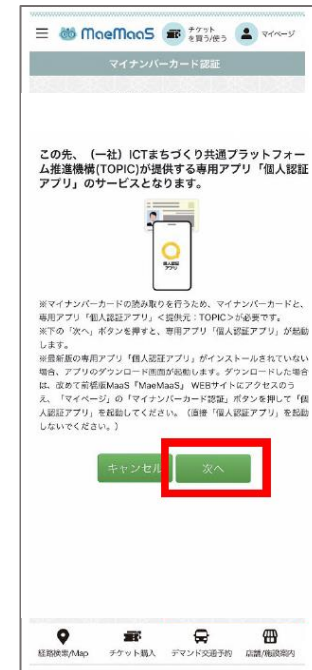 MaeMaaS チケット
を買う/使う マイページ
マイナンバーカード認証
この先、(一社) ICTまちづくり共通プラットフォー
ム推進機構(TOPIC)が提供する専用アプリ「個人認証
アプリ」のサービスとなります。
個人認証
アプリ
※マイナンバーカードの読み取りを行うため、マイナンバーカードと、
専用アプリ「個人認証アプリ」<提供元：TOPIC>が必要です。
※下の「次へ」ボタンを押すと、専用アプリ「個人認証アプリ」が起動
します。
※最新版の専用アプリ「個人認証アプリ」がインストールされていない
場合、アプリのダウンロード画面が起動します。ダウンロードした場合
は、改めて前橋版MaaS『MaeMaaS』 WEBサイトにアクセスのう
え、「マイページ」の「マイナンバーカード認証」ボタンを押して「個
人認証アプリ」を起動してください。（直接「個人認証アプリ」を起動
しないでください。）
キャンセル 次へ
経路検索/Map チケット購入 デマンド交通予約 店舗/施設案内